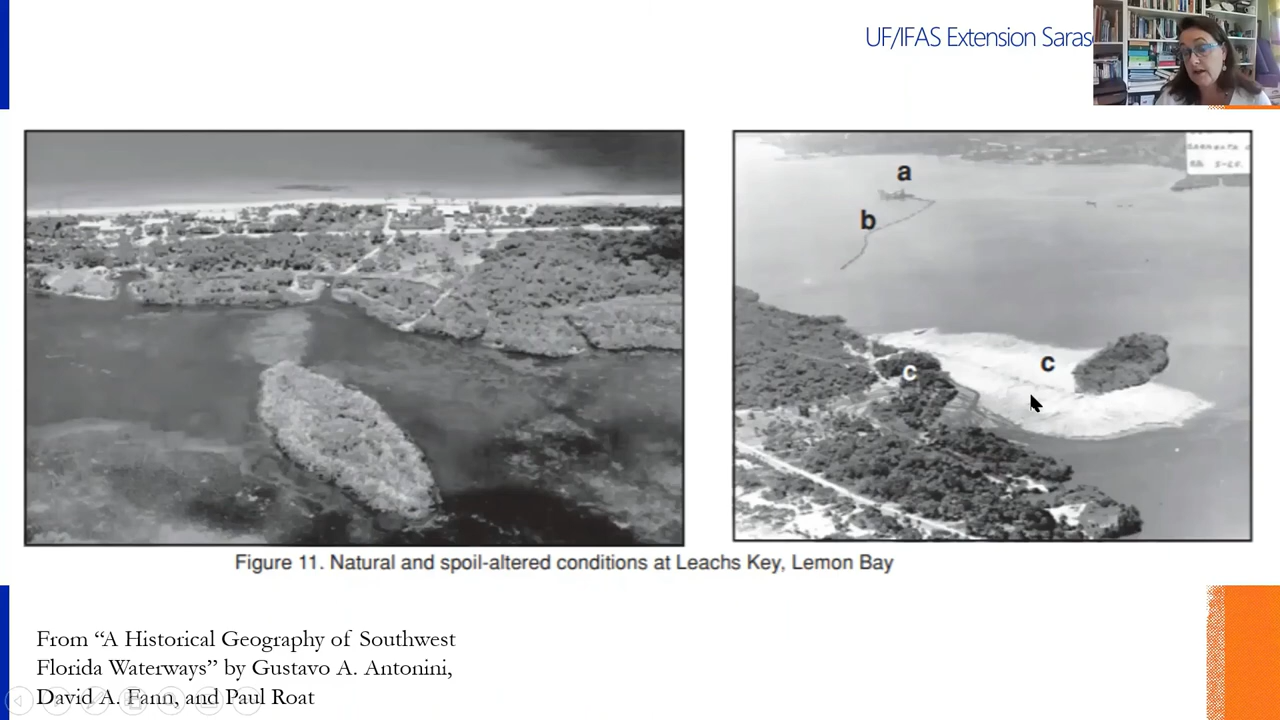 UF/IFAS Extension Saras
a
b
c
c
Figure 11. Natural and spoil-altered conditions at Leachs Key, Lemon Bay
From “A Historical Geography of Southwest
Florida Waterways” by Gustavo A. Antonini,
David A. Fann, and Paul Roat